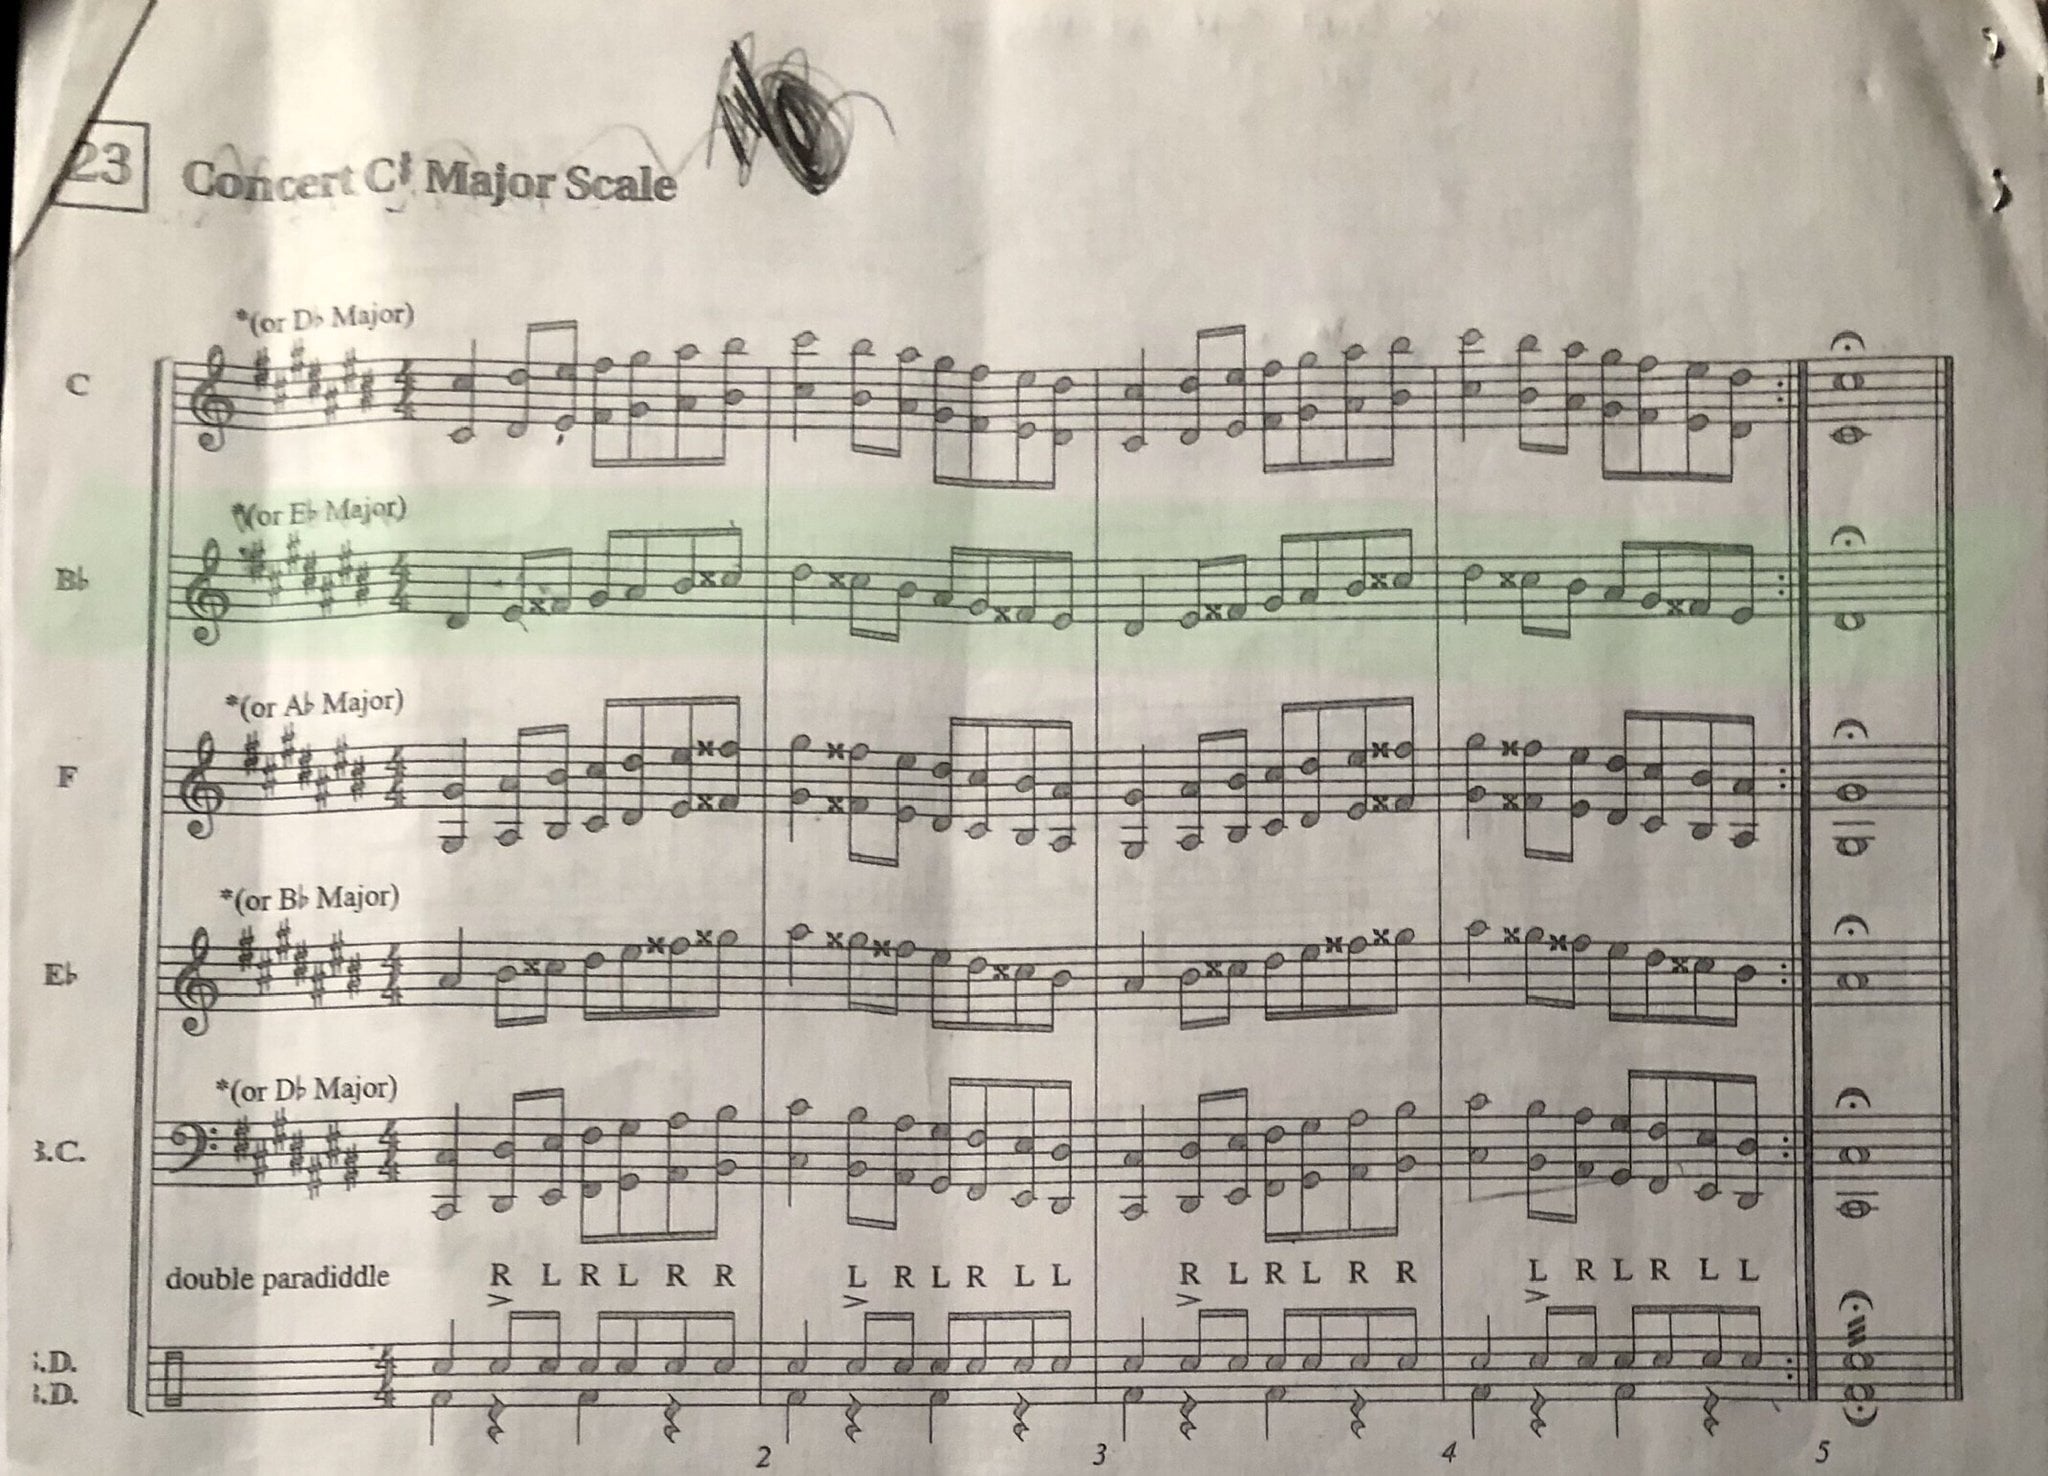 23 Concert C♯ Major Scale
*(or D♭ Major)
C
*(or E♭ Major)
B♭
*(or A♭ Major)
F
*(or B♭ Major)
E♭
*(or D♭ Major)
.C.
double paradiddle R L R L R R L R L R L L R L R L R R L R L R L L
.D.
.D.
2 3 4 5